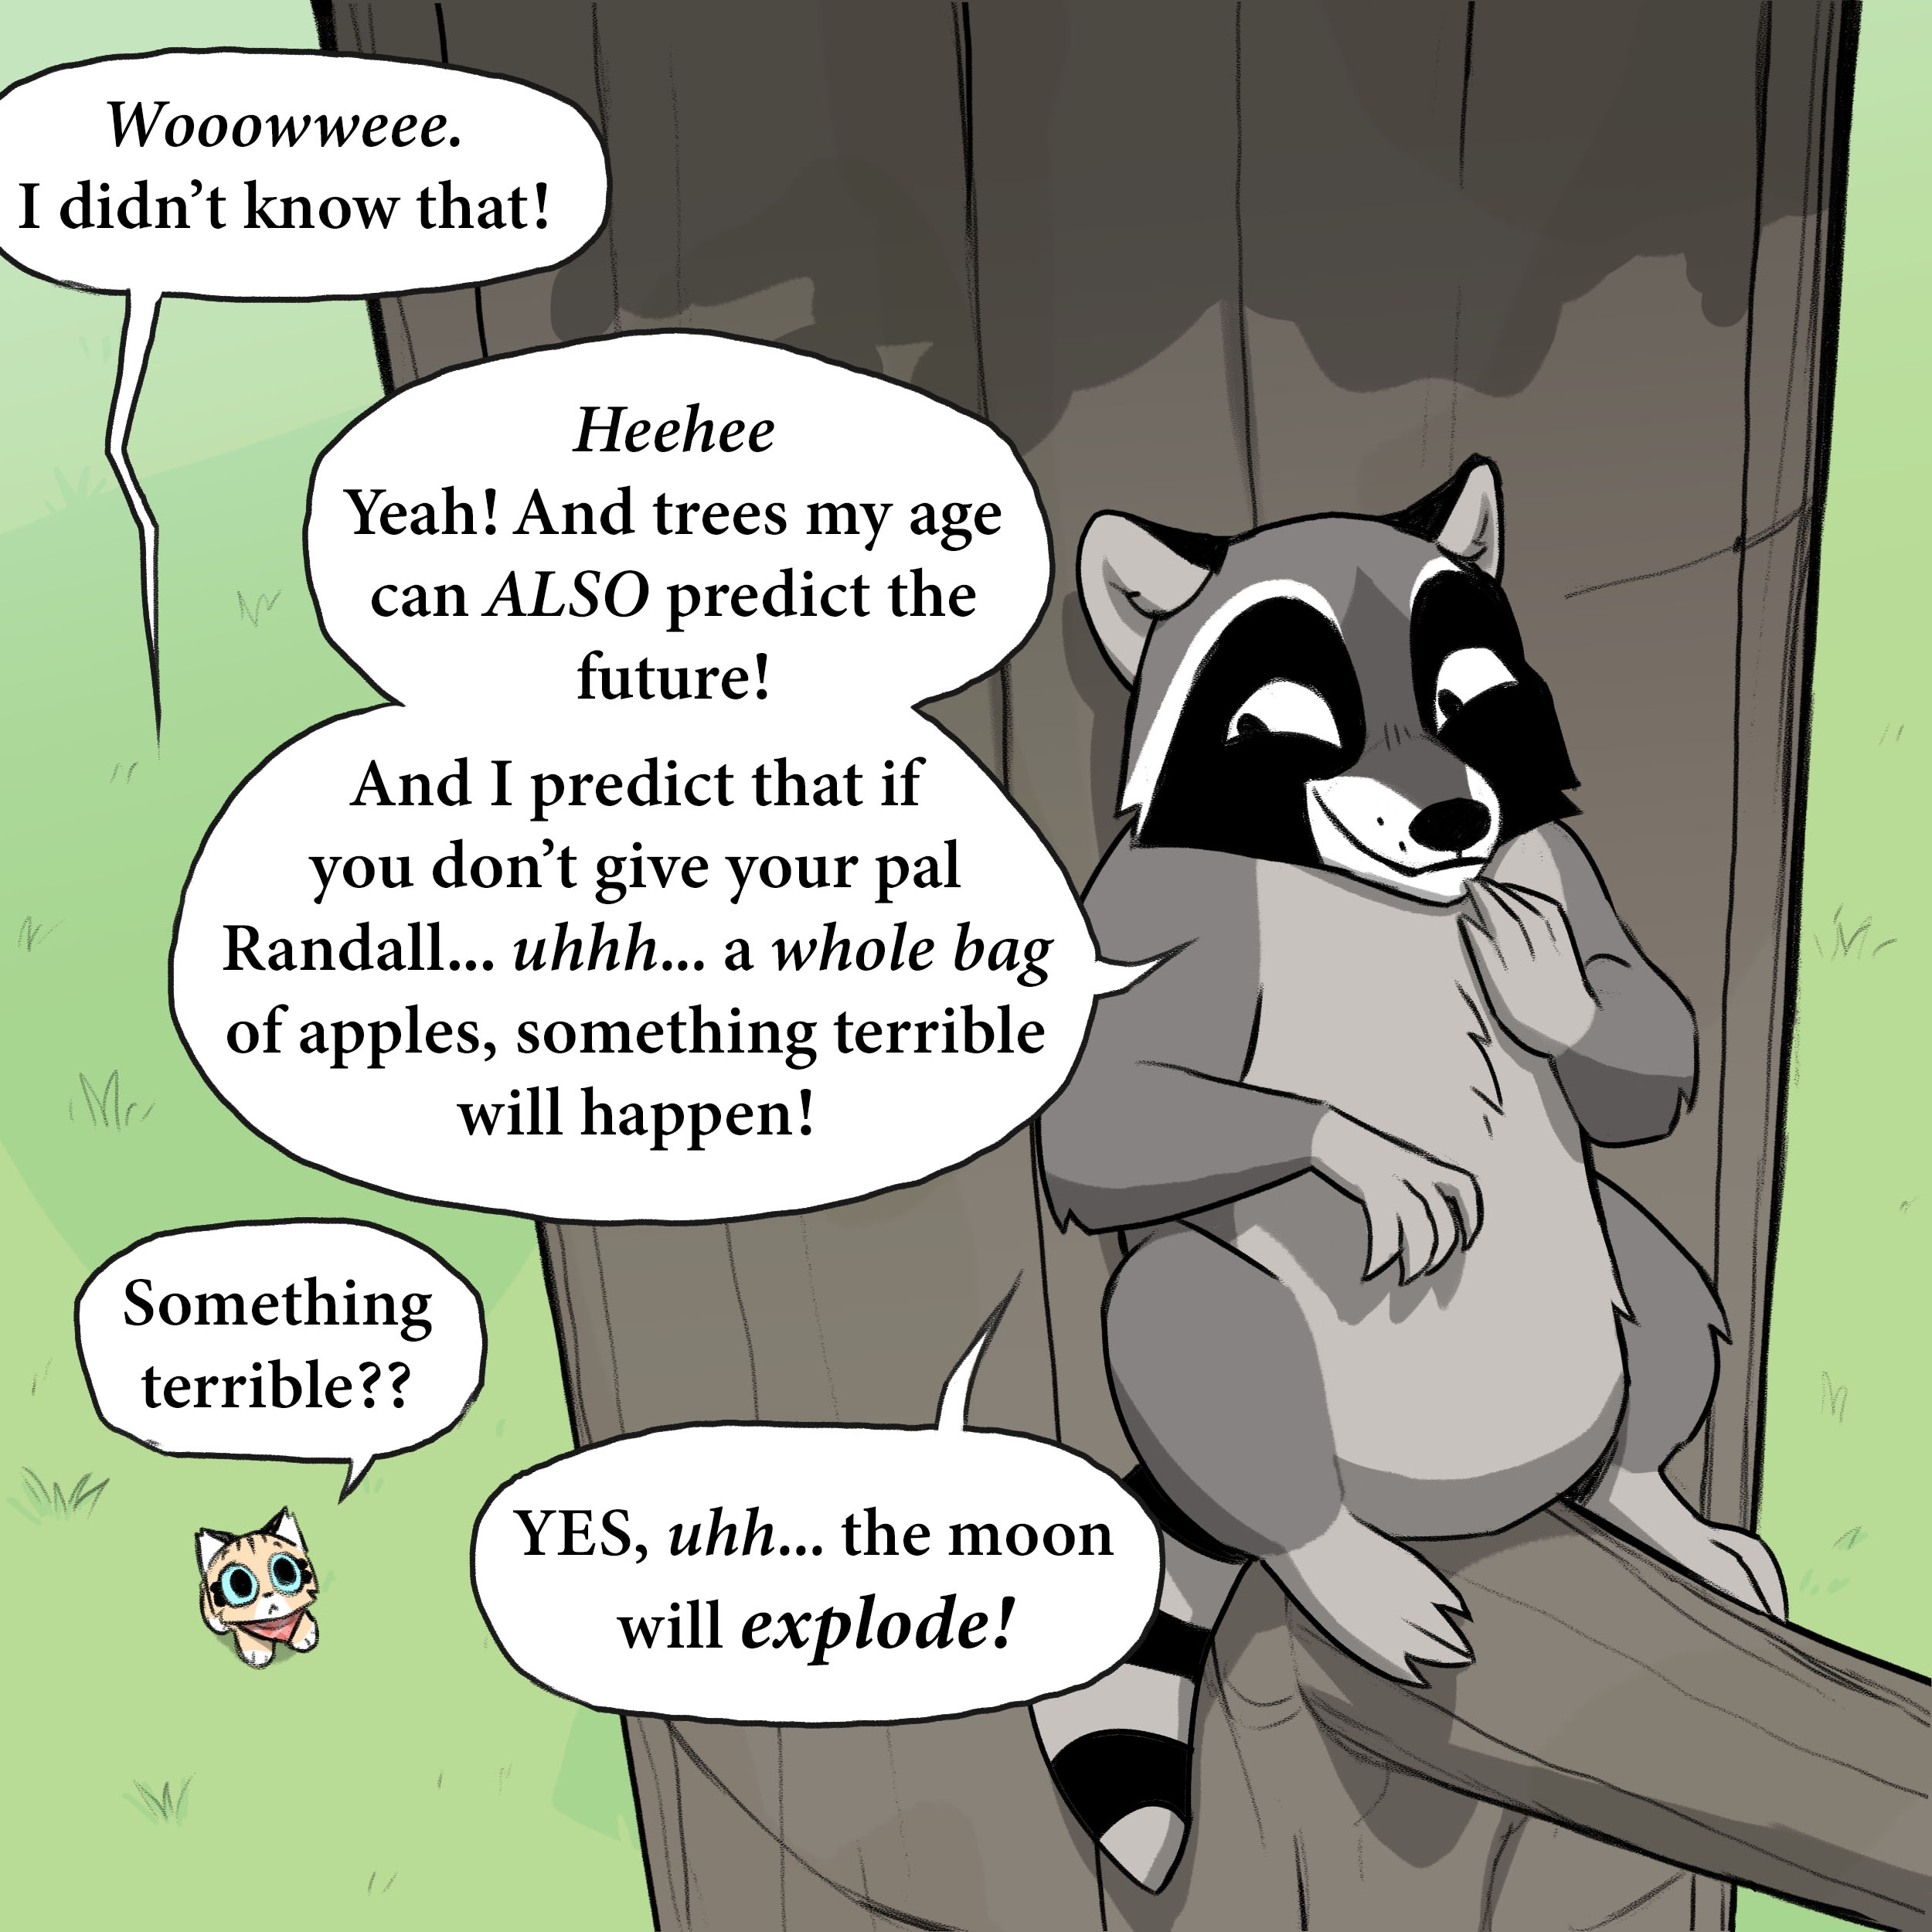 Wooowweee.
I didn’t know that!
Heehee
Yeah! And trees my age
can ALSO predict the
future!
And I predict that if
you don’t give your pal
Randall... uhhh... a whole bag
of apples, something terrible
will happen!
Something
terrible??
YES, uhh... the moon
will explode!